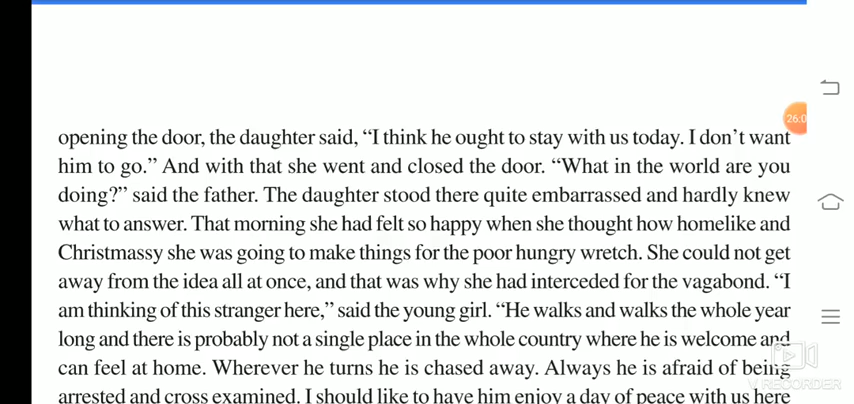 26:0
opening the door, the daughter said, “I think he ought to stay with us today. I don’t want
him to go.” And with that she went and closed the door. “What in the world are you
doing?” said the father. The daughter stood there quite embarrassed and hardly knew
what to answer. That morning she had felt so happy when she thought how homelike and
Christmassy she was going to make things for the poor hungry wretch. She could not get
away from the idea all at once, and that was why she had interceded for the vagabond. “I
am thinking of this stranger here,” said the young girl. “He walks and walks the whole year
long and there is probably not a single place in the whole country where he is welcome and
can feel at home. Wherever he turns he is chased away. Always he is afraid of being
arrested and cross examined. I should like to have him enjoy a day of peace with us here
V RECORDER